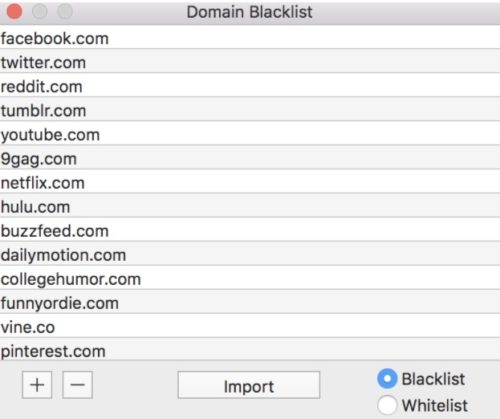 Domain Blacklist
facebook.com
twitter.com
reddit.com
tumblr.com
youtube.com
9gag.com
netflix.com
hulu.com
buzzfeed.com
dailymotion.com
collegehumor.com
funnyordie.com
vine.co
pinterest.com
+ − Import Blacklist
Whitelist